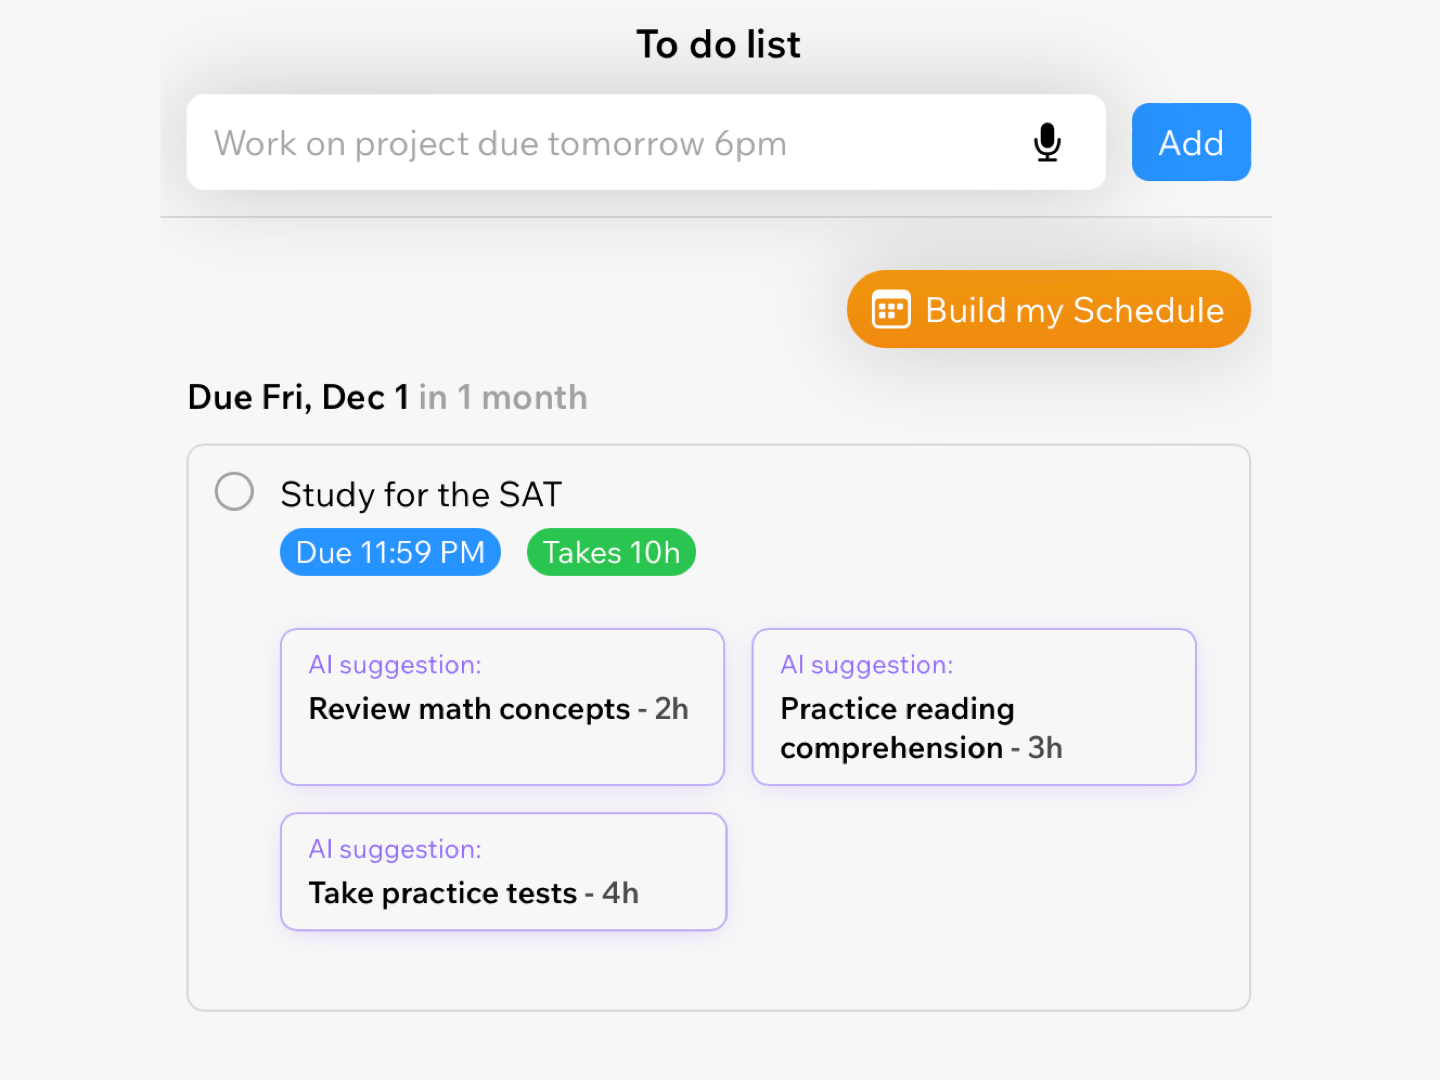 To do list
Work on project due tomorrow 6pm
Add
Build my Schedule
Due Fri, Dec 1 in 1 month
Study for the SAT
Due 11:59 PM
Takes 10h
AI suggestion:
Review math concepts - 2h
AI suggestion:
Practice reading
comprehension - 3h
AI suggestion:
Take practice tests - 4h